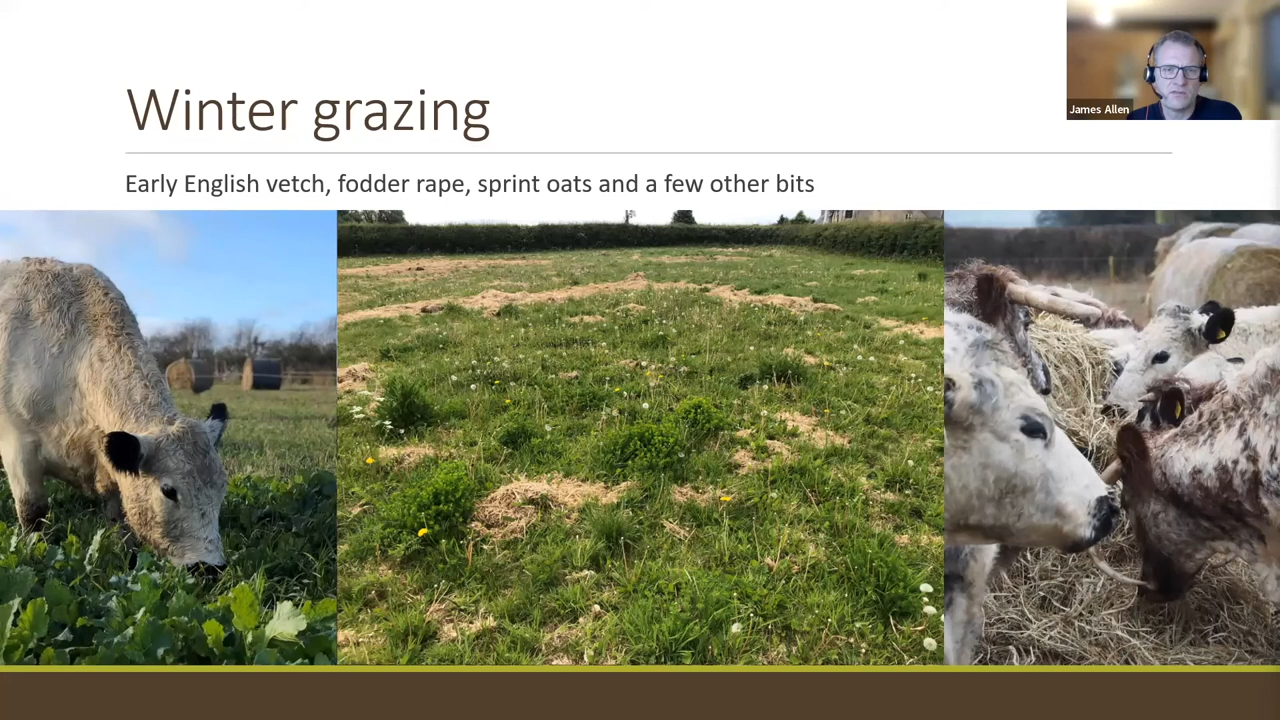 Winter grazing
Early English vetch, fodder rape, sprint oats and a few other bits
James Allen